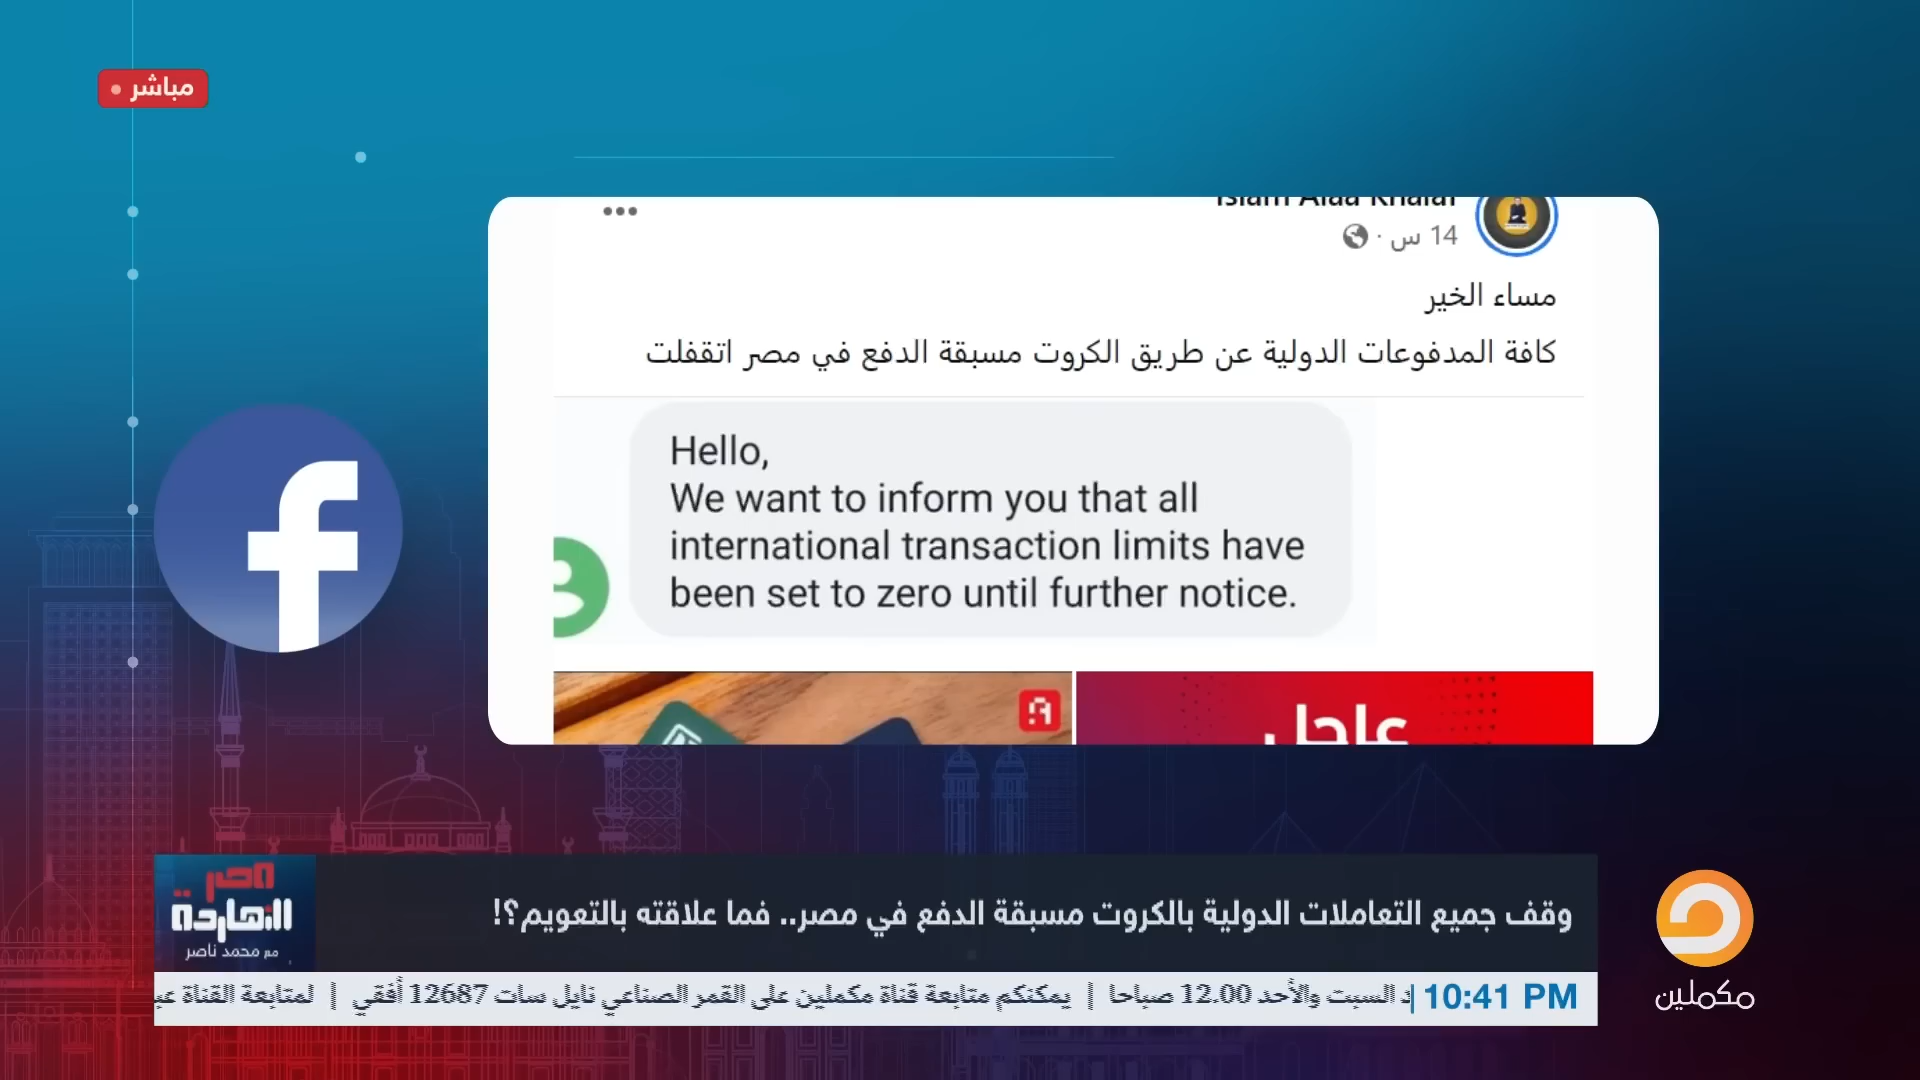 مباشر
Islam Alaa Khalaf
14 س
مساء الخير
كافة المدفوعات الدولية عن طريق الكروت مسبقة الدفع في مصر اتقفلت
Hello,
We want to inform you that all
international transaction limits have
been set to zero until further notice.
عاجل
مصر
النهاردة
مع محمد ناصر
وقف جميع التعاملات الدولية بالكروت مسبقة الدفع في مصر.. فما علاقته بالتعويم؟!
السبت والأحد 12.00 صباحا | يمكنكم متابعة قناة مكملين على القمر الصناعي نايل سات 12687 أفقي | لمتابعة القناة
10:41 PM
مكملين